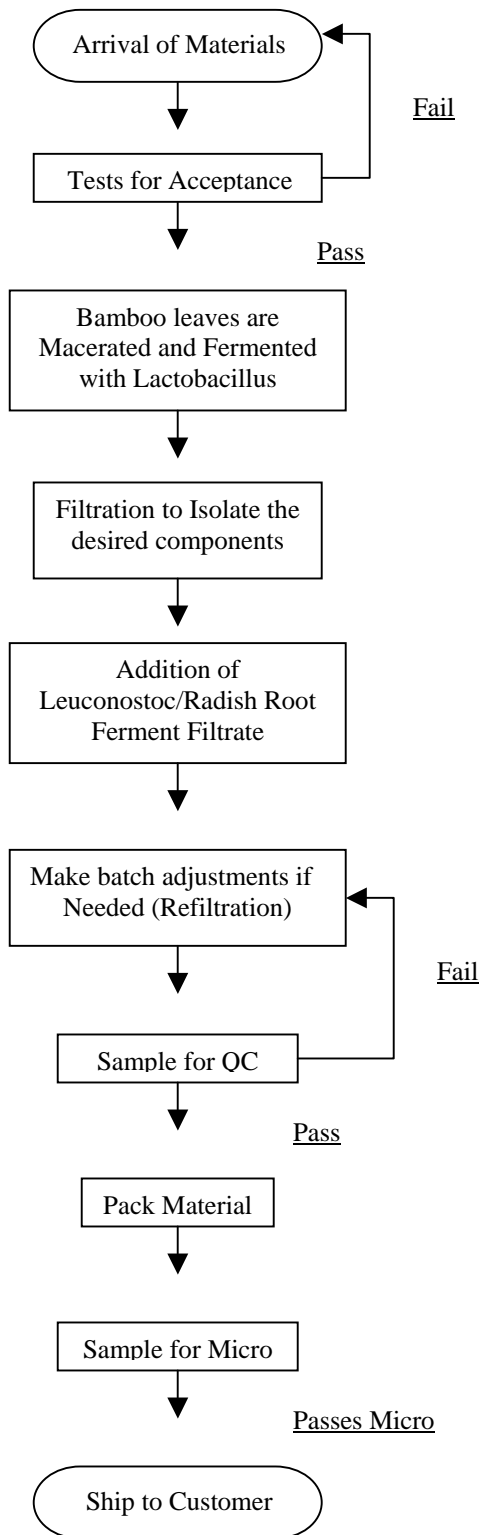 Arrival of Materials
Fail
Tests for Acceptance
Pass
Bamboo leaves are
Macerated and Fermented
with Lactobacillus
Filtration to Isolate the
desired components
Addition of
Leuconostoc/Radish Root
Ferment Filtrate
Make batch adjustments if
Needed (Refiltration)
Fail
Sample for QC
Pass
Pack Material
Sample for Micro
Passes Micro
Ship to Customer